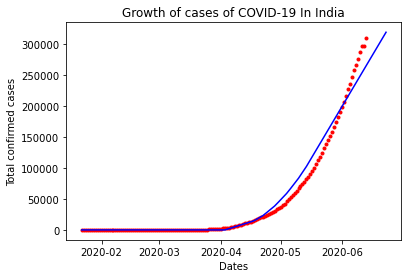 Growth of cases of COVID-19 In India
Total confirmed cases
300000
250000
200000
150000
100000
50000
0
2020-02 2020-03 2020-04 2020-05 2020-06
Dates